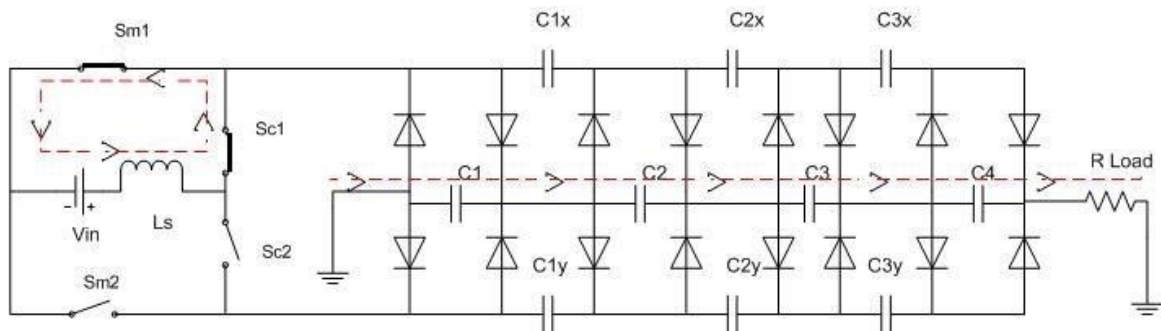 C1x C2x C3x
Sm1
Sc1
C1 C2 C3 C4 R Load
- +
Vin Ls Sc2
Sm2 C1y C2y C3y